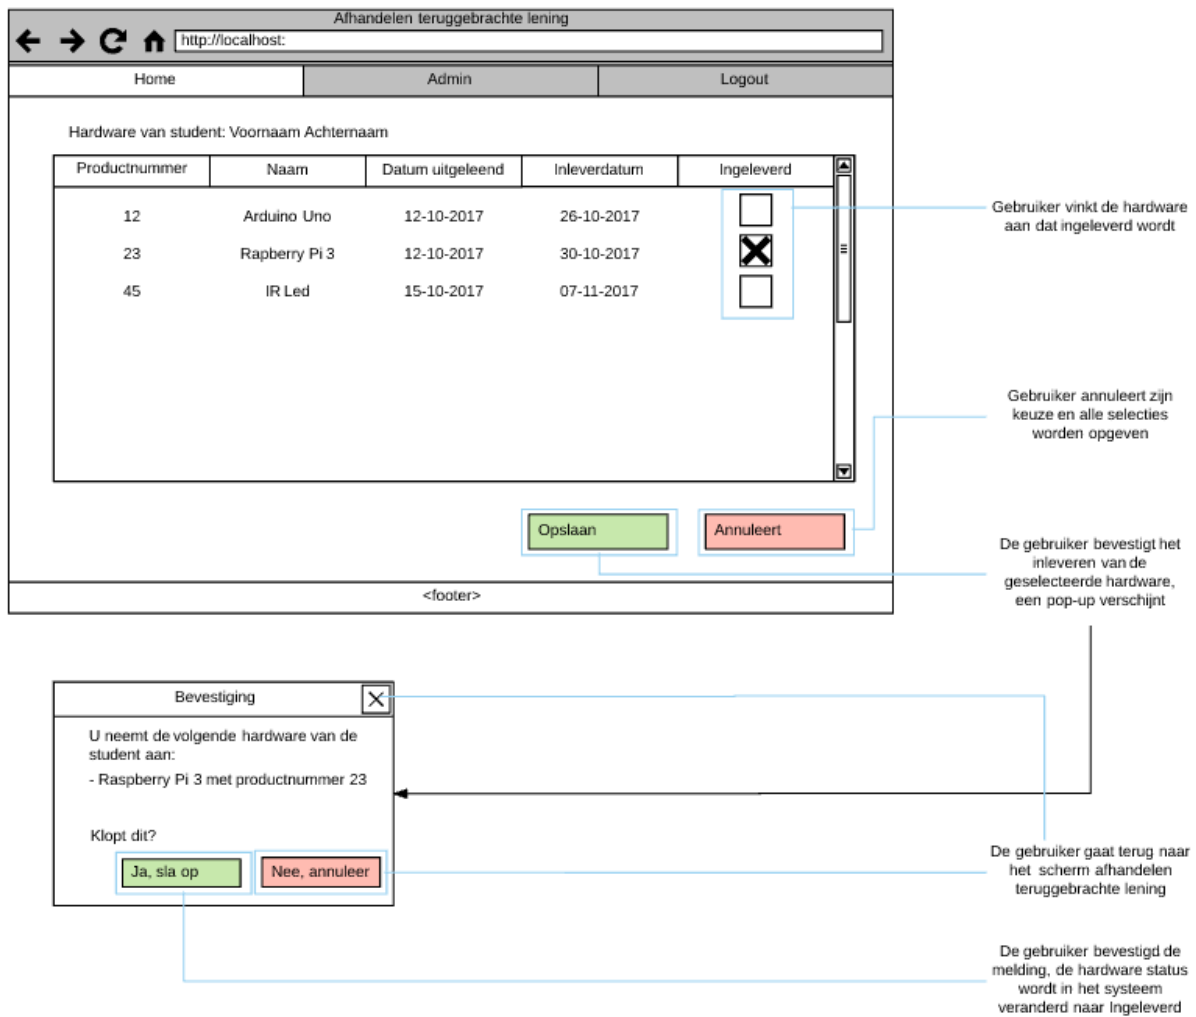 Afhandelen teruggebrachte lening
http://localhost:
Home Admin Logout
Hardware van student: Voornaam Achternaam
Productnummer Naam Datum uitgeleend Inleverdatum Ingeleverd
12 Arduino Uno 12-10-2017 26-10-2017
23 Rapberry Pi 3 12-10-2017 30-10-2017
45 IR Led 15-10-2017 07-11-2017
Gebruiker vinkt de hardware
aan dat ingeleverd wordt
Gebruiker annuleert zijn
keuze en alle selecties
worden opgeven
Opslaan Annuleert
De gebruiker bevestigt het
inleveren van de
geselecteerde hardware,
een pop-up verschijnt
<footer>
Bevestiging
U neemt de volgende hardware van de
student aan:
- Raspberry Pi 3 met productnummer 23
Klopt dit?
Ja, sla op Nee, annuleer
De gebruiker gaat terug naar
het scherm afhandelen
teruggebrachte lening
De gebruiker bevestigd de
melding, de hardware status
wordt in het systeem
veranderd naar Ingeleverd